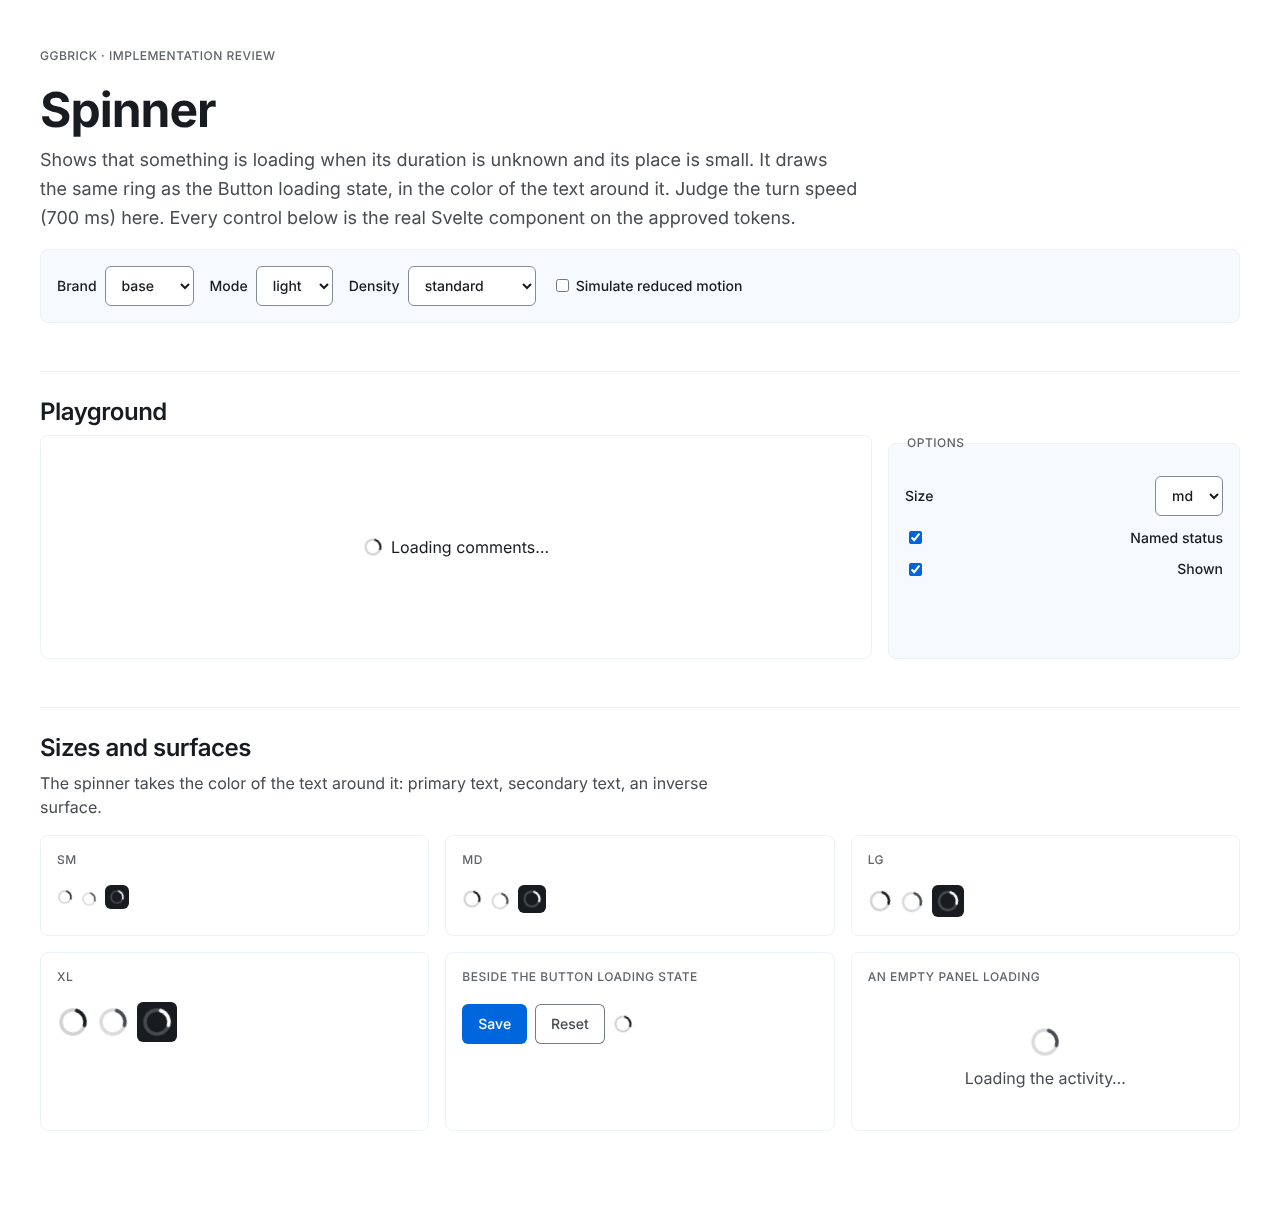 GGBRICK · IMPLEMENTATION REVIEW
Spinner
Shows that something is loading when its duration is unknown and its place is small. It draws
the same ring as the Button loading state, in the color of the text around it. Judge the turn speed
(700 ms) here. Every control below is the real Svelte component on the approved tokens.
Brand base Mode light Density standard Simulate reduced motion
Playground
OPTIONS
Size md
Loading comments…
Named status
Shown
Sizes and surfaces
The spinner takes the color of the text around it: primary text, secondary text, an inverse
surface.
SM MD LG
XL BESIDE THE BUTTON LOADING STATE AN EMPTY PANEL LOADING
Save Reset
Loading the activity…